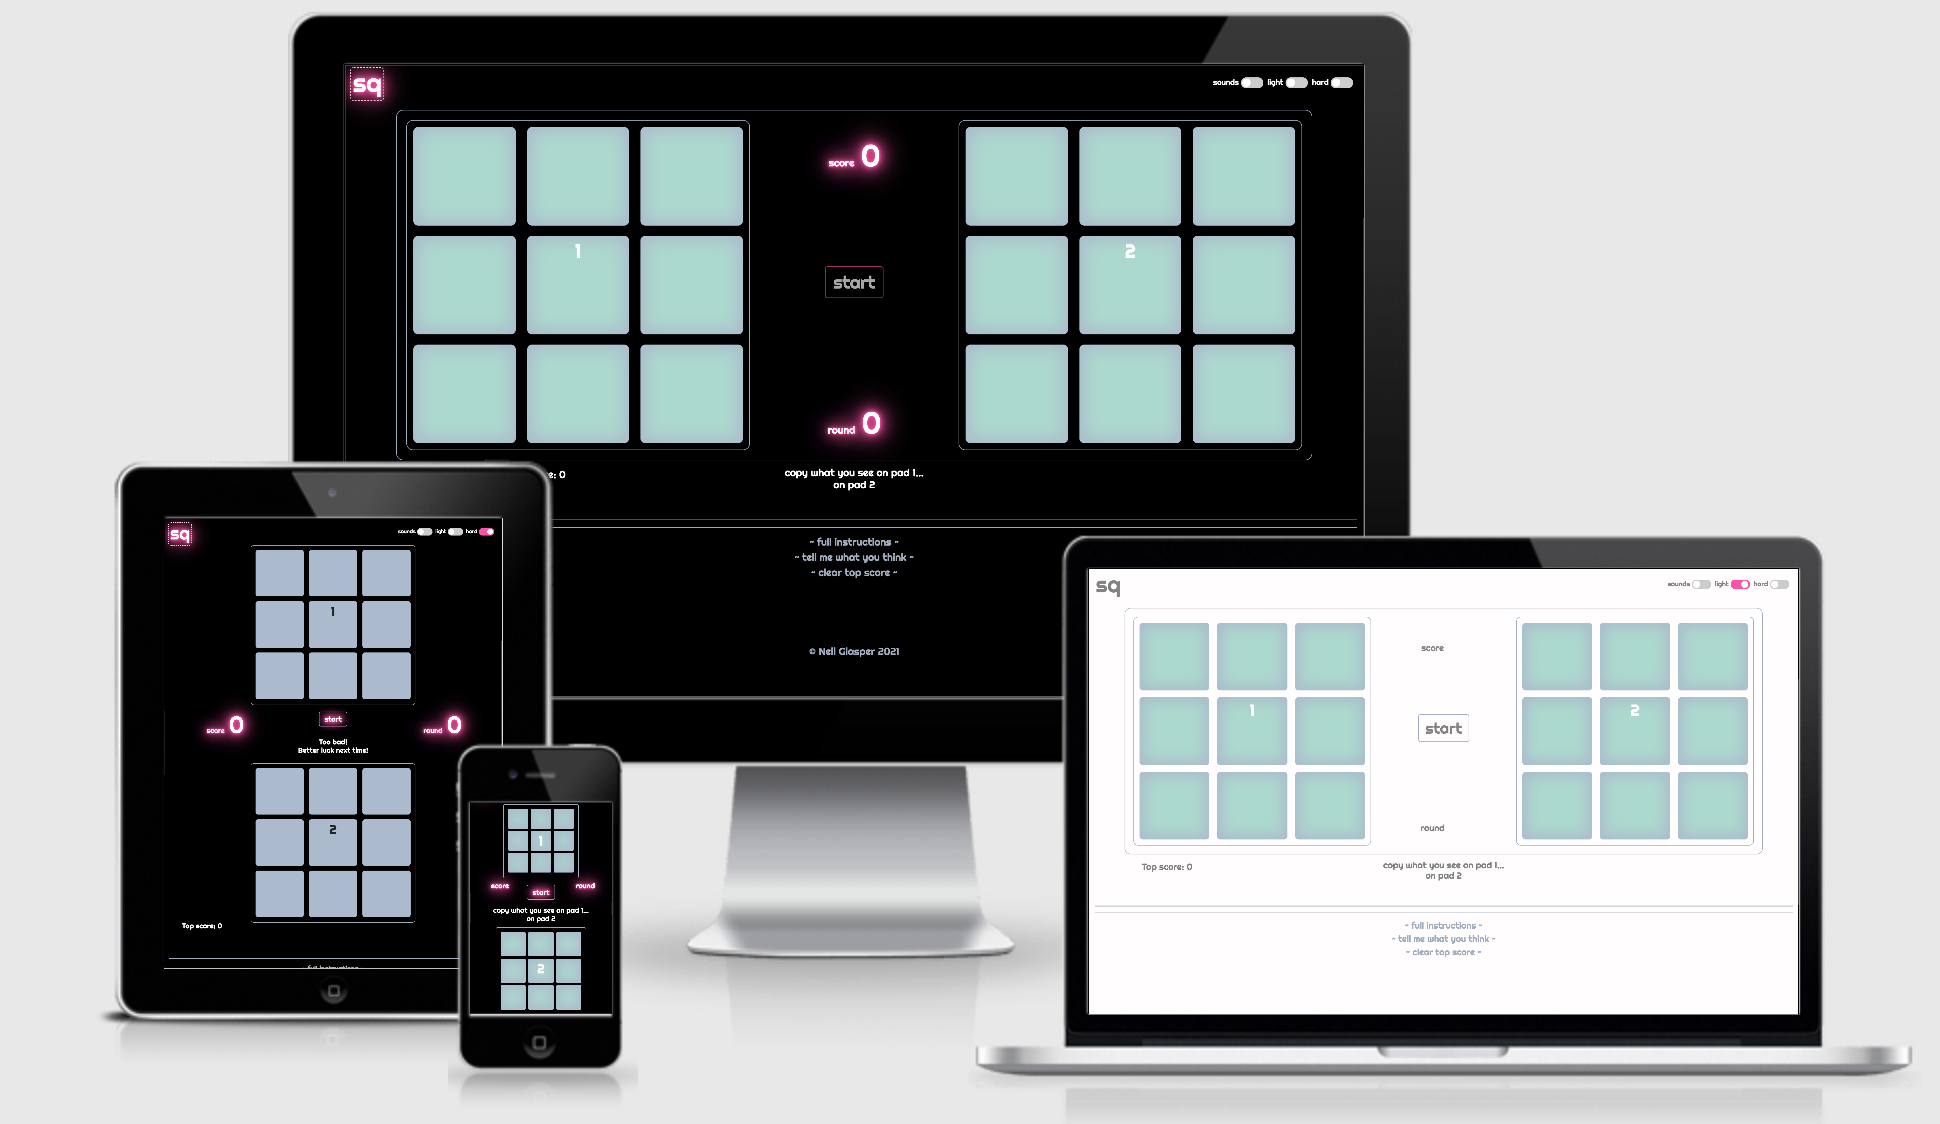 sq
sounds light hard
score 0
1
2
start
round 0
e: 0
copy what you see on pad 1...
on pad 2
~ full instructions ~
~ tell me what you think ~
~ clear top score ~
© Neil Glasper 2021
sq
sounds light hard
1
score 0
start
round 0
Too bad!
Better luck next time!
2
Top score: 0
full instructions
1
score
round
start
copy what you see on pad 1...
on pad 2
2
sq
sounds light hard
score
1
2
start
round
Top score: 0
copy what you see on pad 1...
on pad 2
~ full instructions ~
~ tell me what you think ~
~ clear top score ~